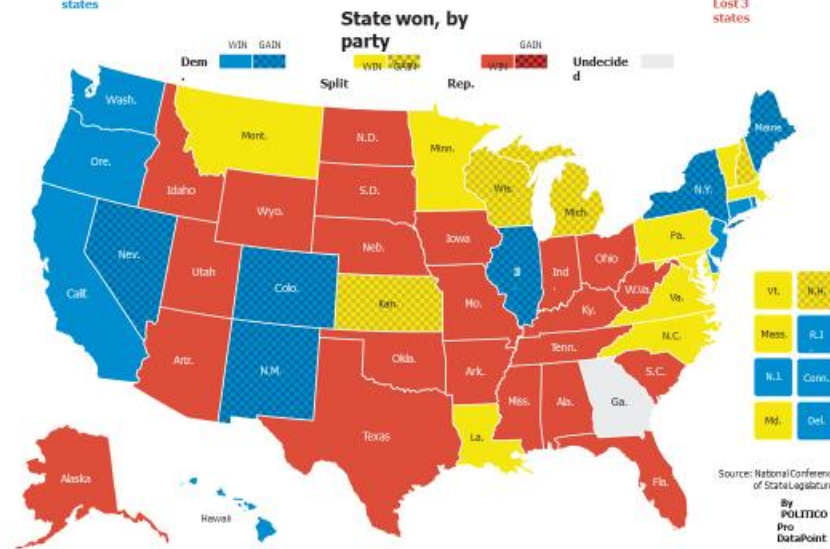 states
State won, by
party
Lost 3
states
WIN GAIN
Dem
.
WIN GAIN
Split
GAIN
WIN
Rep.
Undecide
d
Wash.
Ore.
Calif.
Nev.
Idaho
Mont.
Wyo.
Utah
Colo.
Ariz.
N.M.
N.D.
S.D.
Neb.
Kan.
Okla.
Texas
Minn.
Iowa
Mo.
Ark.
La.
Wis.
Ill
Mich.
Ind
.
Ohio
Ky.
Tenn.
Miss.
Ala.
Ga.
Fla.
S.C.
N.C.
Va.
W.Va.
Pa.
N.Y.
Maine
Alaska
Hawaii
Vt. N.H.
Mass. R.I
N.J. Conn.
Md. Del.
Source: National Conferenc
of State Legislature
By
POLITICO
Pro
DataPoint